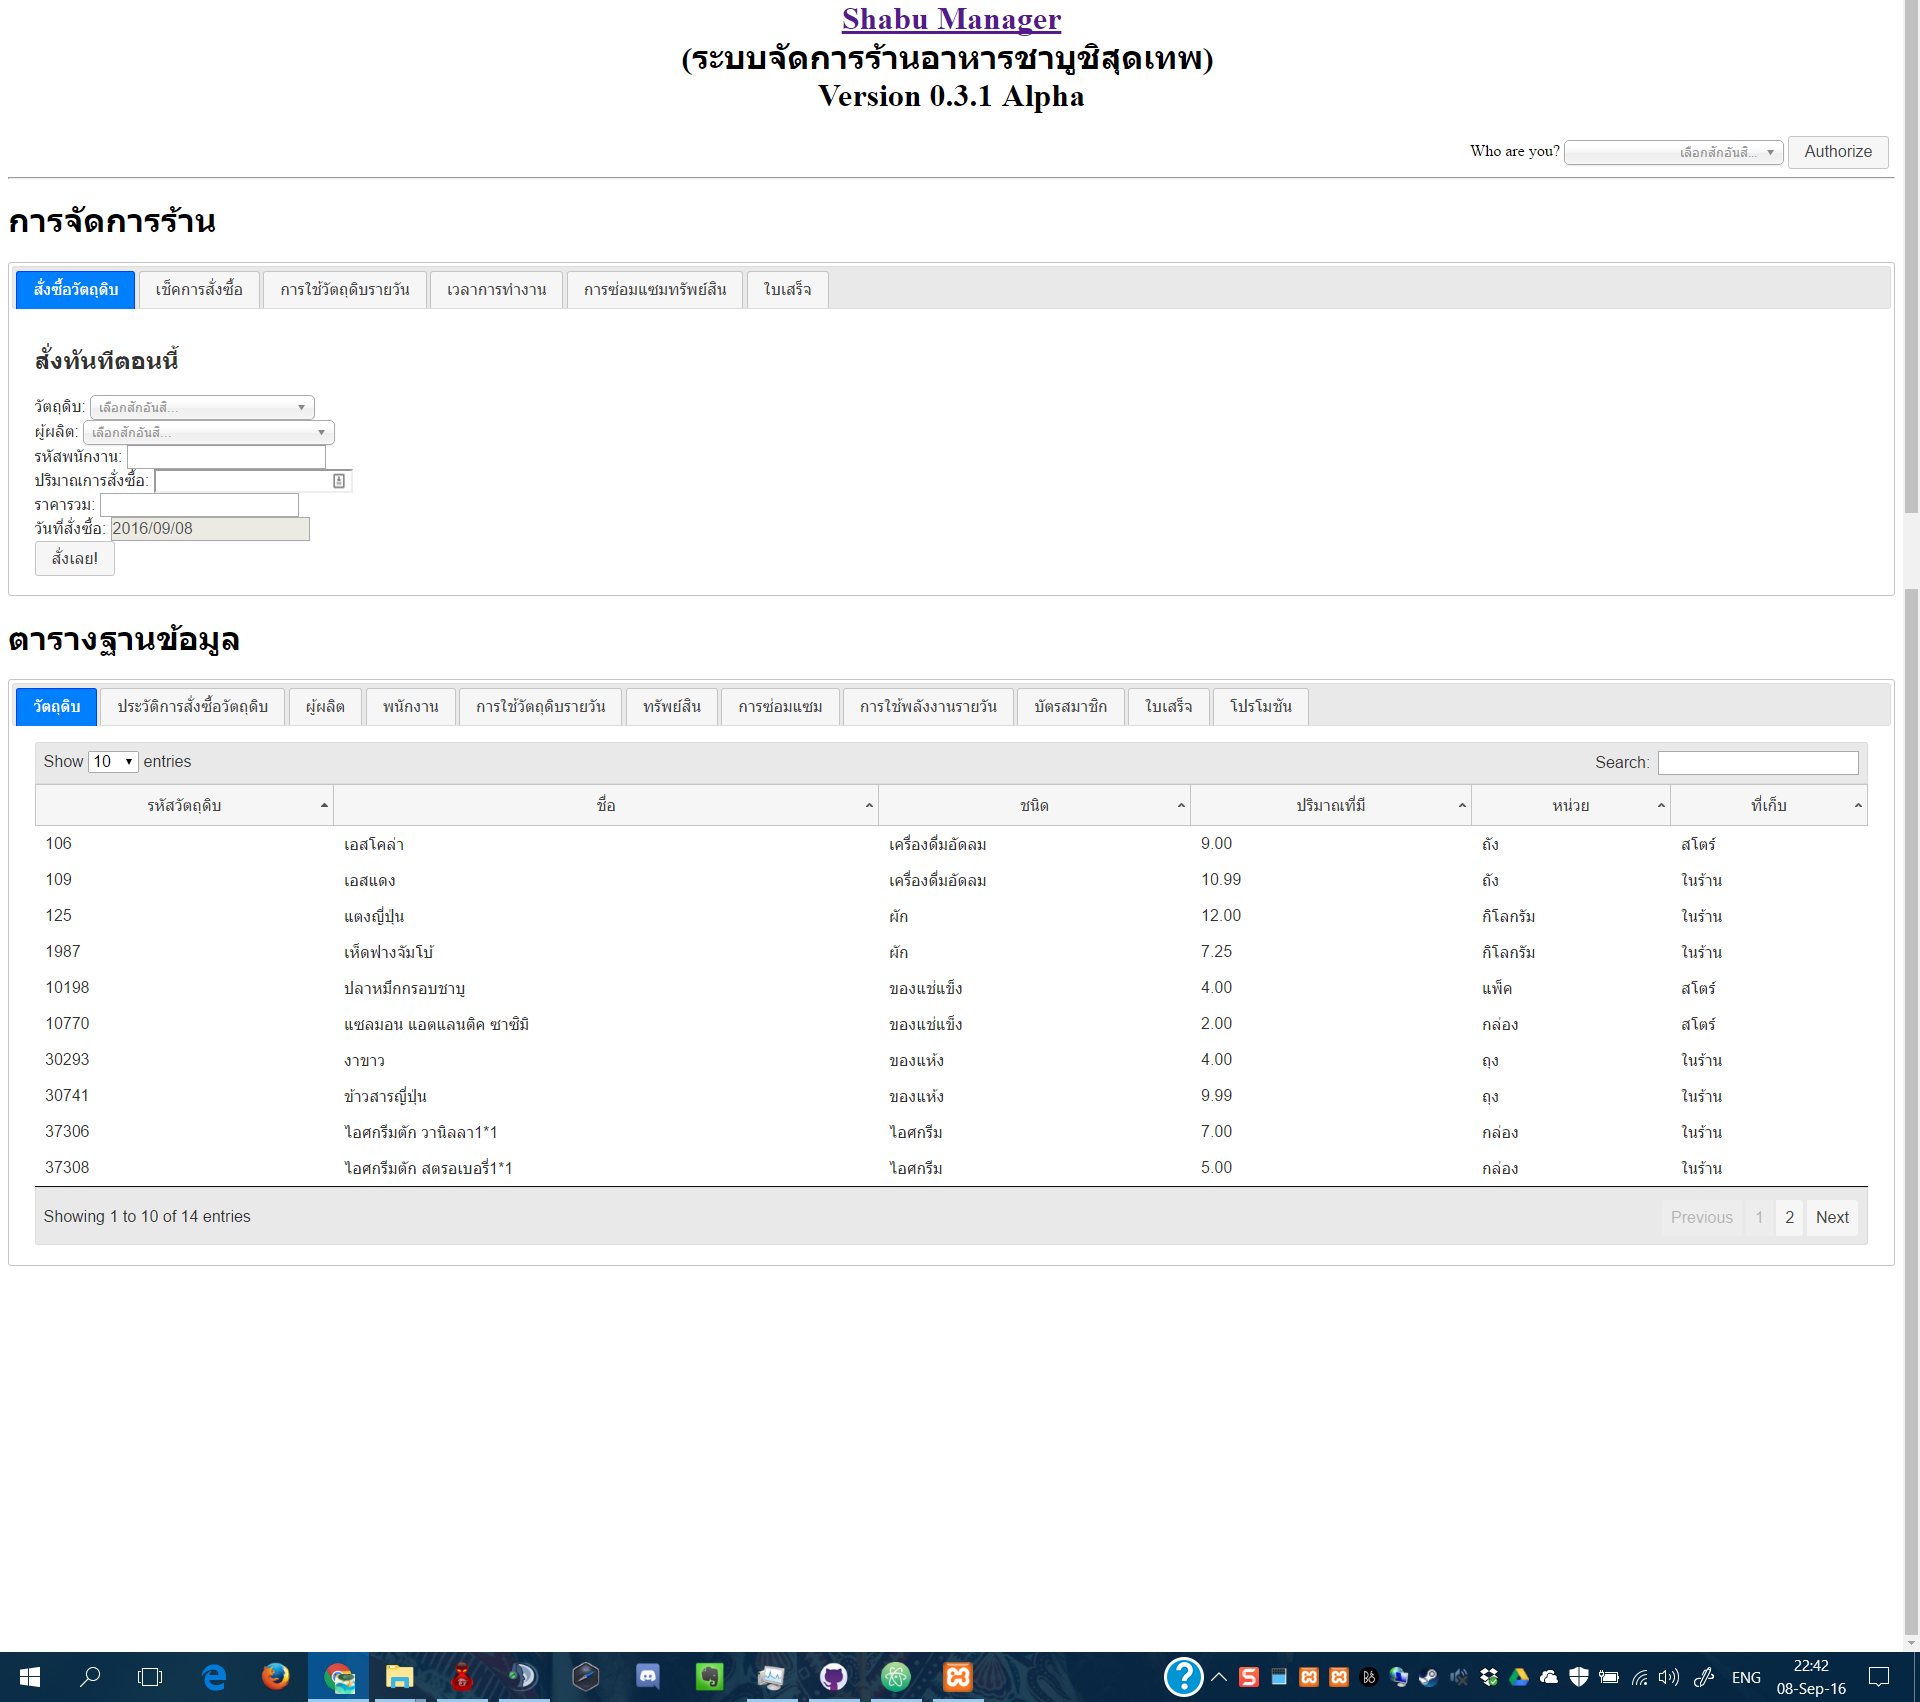 Shabu Manager
(ระบบจัดการร้านอาหารชาบูชิสุดเทพ)
Version 0.3.1 Alpha
Who are you? เลือกสักอันสิ... Authorize
การจัดการร้าน
สั่งซื้อวัตถุดิบ เช็คการสั่งซื้อ การใช้วัตถุดิบรายวัน เวลาการทำงาน การซ่อมแซมทรัพย์สิน ใบเสร็จ
สั่งทันทีตอนนี้
วัตถุดิบ: เลือกสักอันสิ...
ผู้ผลิต: เลือกสักอันสิ...
รหัสพนักงาน:
ปริมาณการสั่งซื้อ:
ราคารวม:
วันที่สั่งซื้อ: 2016/09/08
สั่งเลย!
ตารางฐานข้อมูล
วัตถุดิบ ประวัติการสั่งซื้อวัตถุดิบ ผู้ผลิต พนักงาน การใช้วัตถุดิบรายวัน ทรัพย์สิน การซ่อมแซม การใช้พลังงานรายวัน บัตรสมาชิก ใบเสร็จ โปรโมชัน
Show 10 entries Search:
รหัสวัตถุดิบ ชื่อ ชนิด ปริมาณที่มี หน่วย ที่เก็บ
106 เอสโคล่า เครื่องดื่มอัดลม 9.00 ถัง สโตร์
109 เอสแดง เครื่องดื่มอัดลม 10.99 ถัง ในร้าน
125 แตงญี่ปุ่น ผัก 12.00 กิโลกรัม ในร้าน
1987 เห็ดฟางจัมโบ้ ผัก 7.25 กิโลกรัม ในร้าน
10198 ปลาหมึกกรอบชาบู ของแช่แข็ง 4.00 แพ็ค สโตร์
10770 แซลมอน แอตแลนติค ซาซิมิ ของแช่แข็ง 2.00 กล่อง สโตร์
30293 งาขาว ของแห้ง 4.00 ถุง ในร้าน
30741 ข้าวสารญี่ปุ่น ของแห้ง 9.99 ถุง ในร้าน
37306 ไอศกรีมตัก วานิลลา1*1 ไอศกรีม 7.00 กล่อง ในร้าน
37308 ไอศกรีมตัก สตรอเบอรี่1*1 ไอศกรีม 5.00 กล่อง ในร้าน
Showing 1 to 10 of 14 entries Previous 1 2 Next
ENG 22:42
08-Sep-16